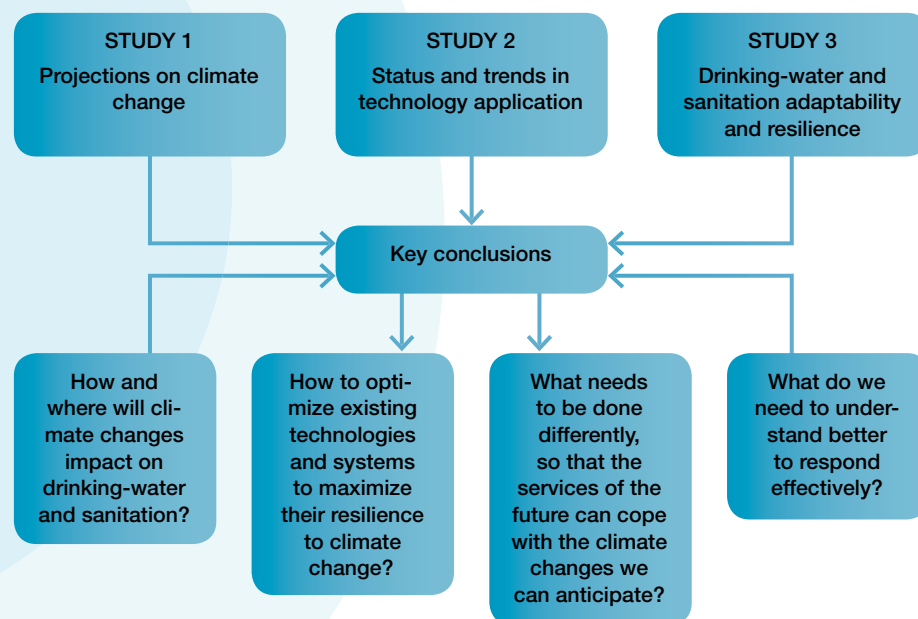 STUDY 1
Projections on climate
change
STUDY 2
Status and trends in
technology application
STUDY 3
Drinking-water and
sanitation adaptability
and resilience
Key conclusions
How and
where will cli-
mate changes
impact on
drinking-water
and sanitation?
How to opti-
mize existing
technologies
and systems
to maximize
their resilience
to climate
change?
What needs
to be done
differently,
so that the
services of the
future can cope
with the climate
changes we
can anticipate?
What do we
need to under-
stand better
to respond
effectively?